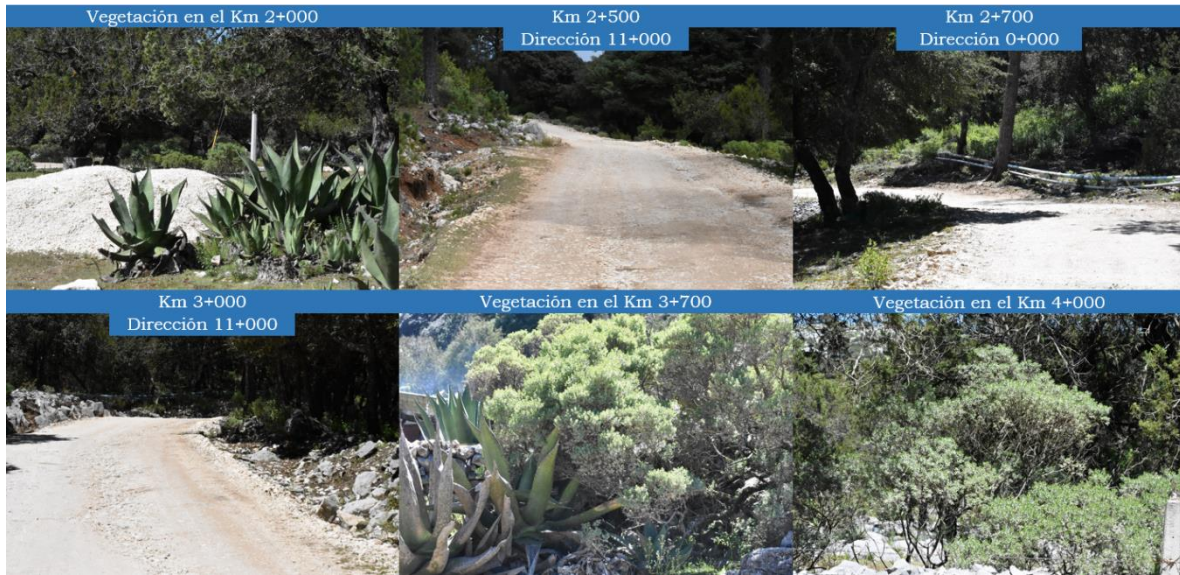 Vegetación en el Km 2+000
Km 2+500
Dirección 11+000
Km 2+700
Dirección 0+000
Km 3+000
Dirección 11+000
Vegetación en el Km 3+700
Vegetación en el Km 4+000